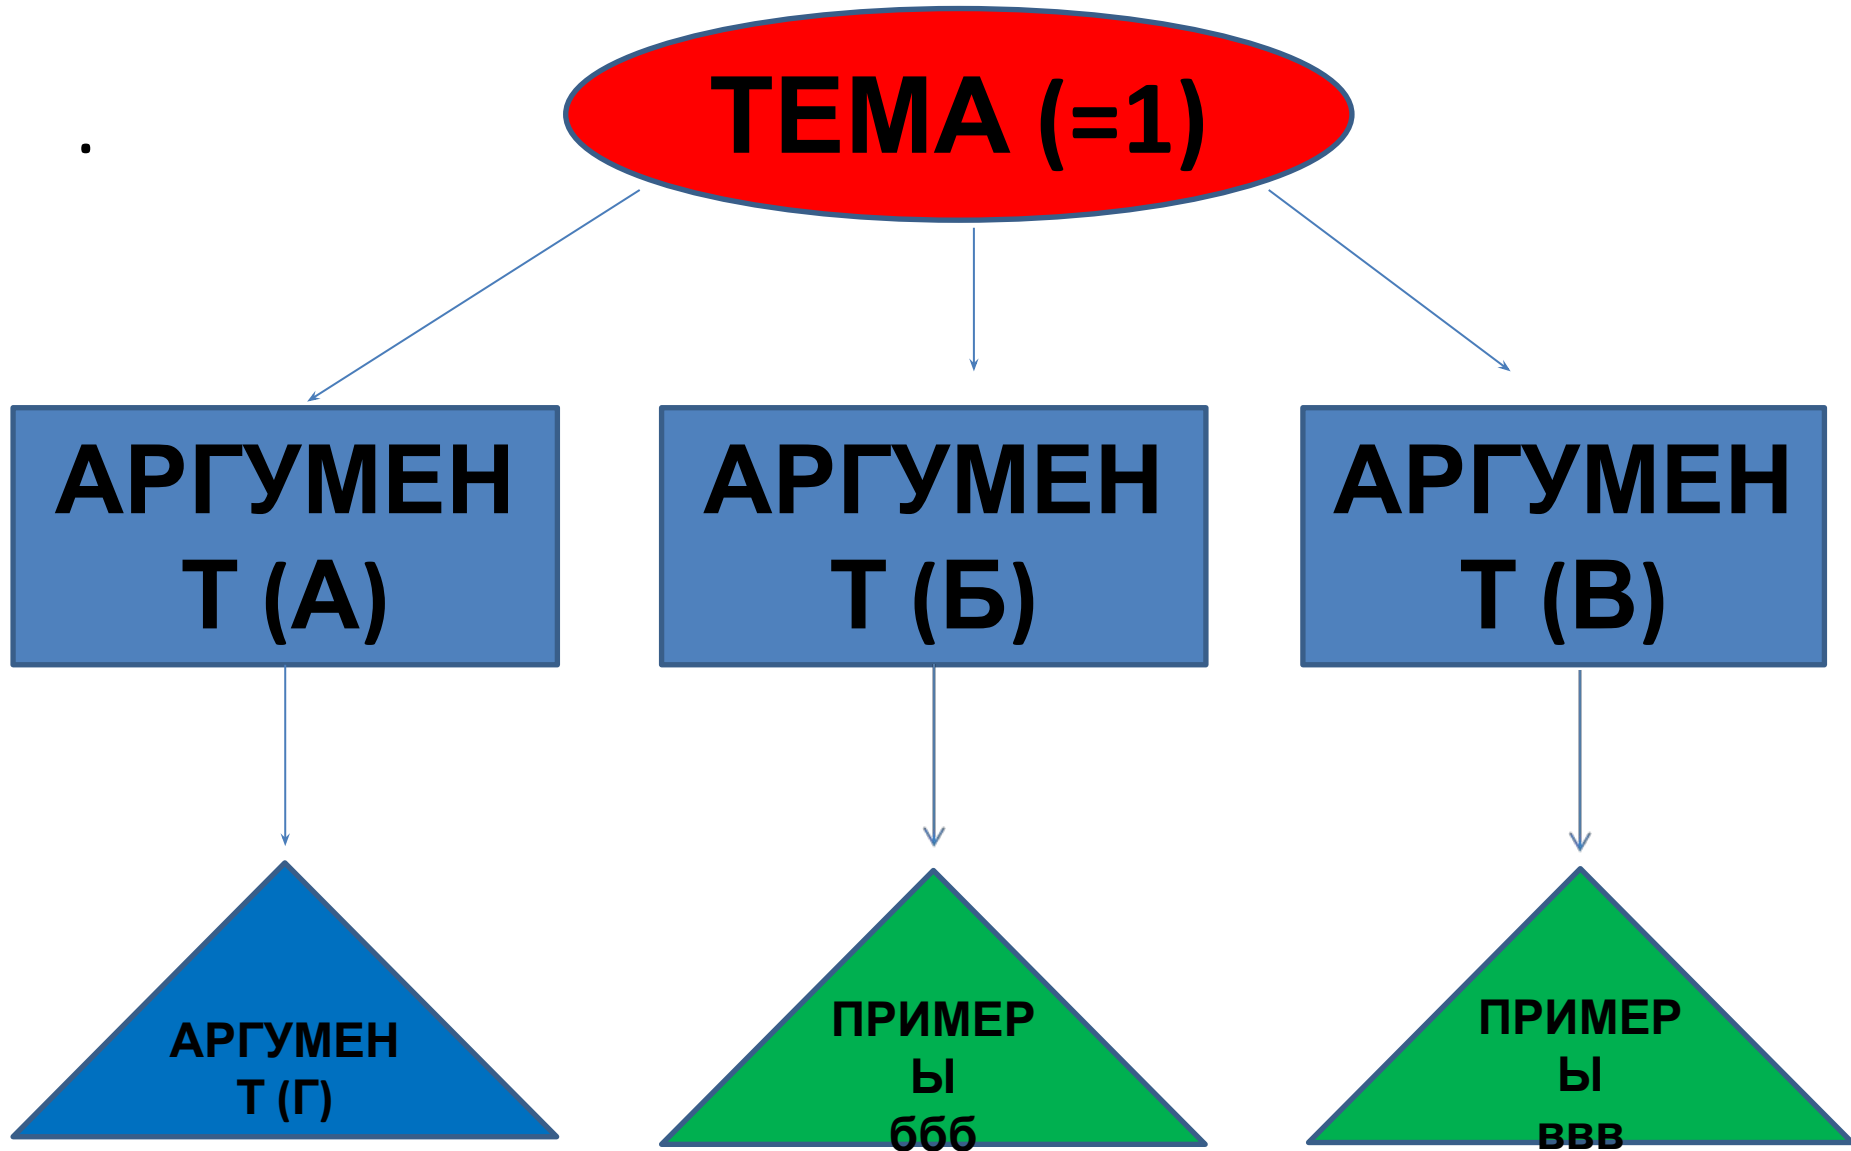 ТЕМА (=1)
.
АРГУМЕН
Т (А)
АРГУМЕН
Т (Б)
АРГУМЕН
Т (В)
АРГУМЕН
Т (Г)
ПРИМЕР
Ы
ббб
ПРИМЕР
Ы
ввв